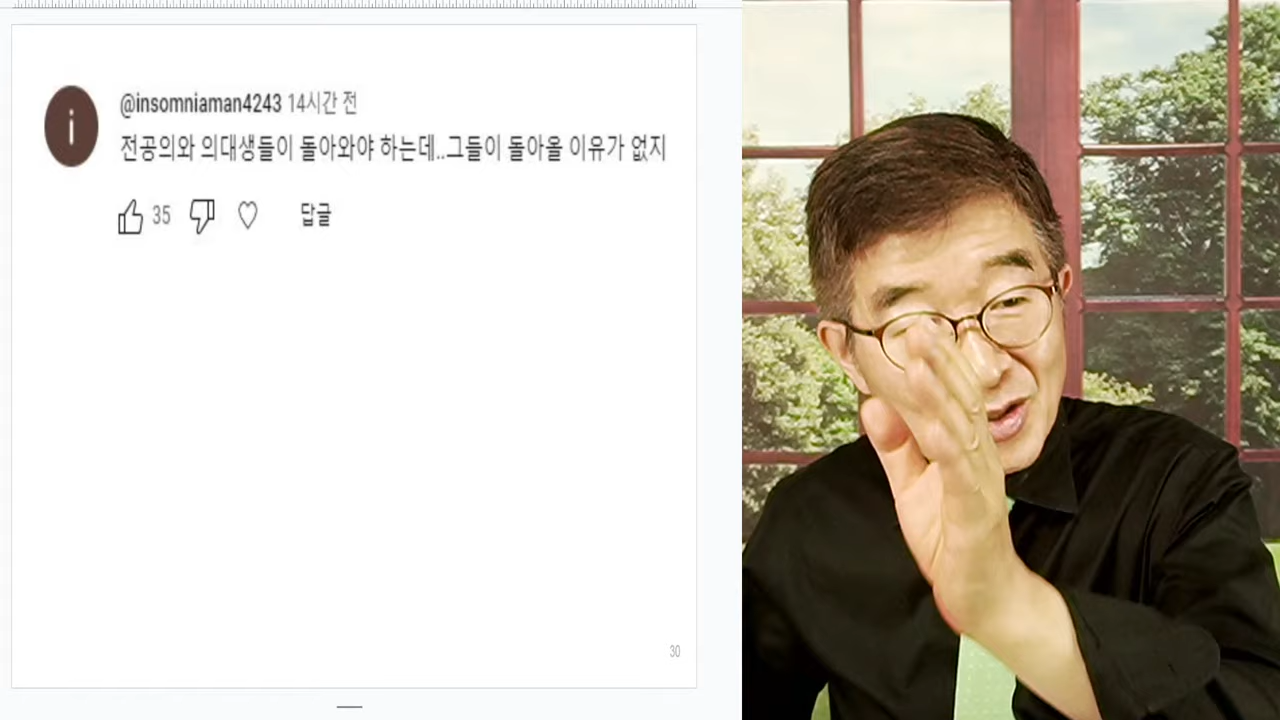 i
@insomniaman4243 14시간 전
전공의와 의대생들이 돌아와야 하는데..그들이 돌아올 이유가 없지
35 답글
30